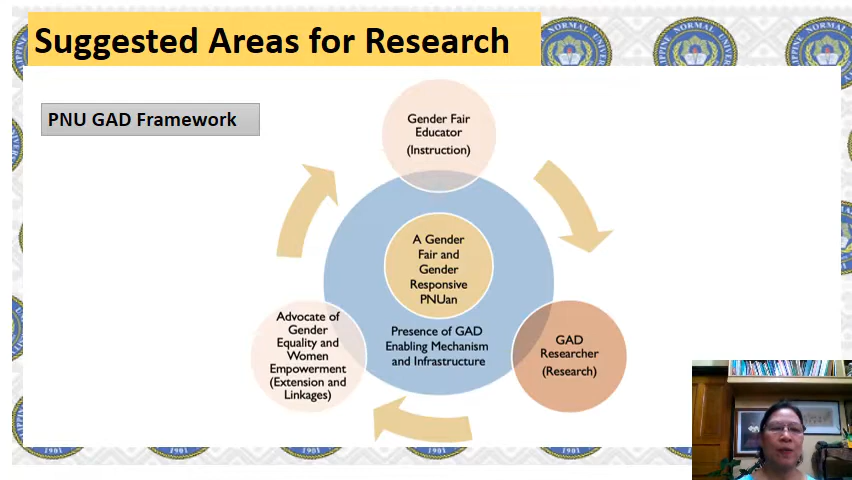 Suggested Areas for Research
PNU GAD Framework
Gender Fair
Educator
(Instruction)
A Gender
Fair and
Gender
Responsive
PNUan
Presence of GAD
Enabling Mechanism
and Infrastructure
Advocate of
Gender
Equality and
Women
Empowerment
(Extension and
Linkages)
GAD
Researcher
(Research)